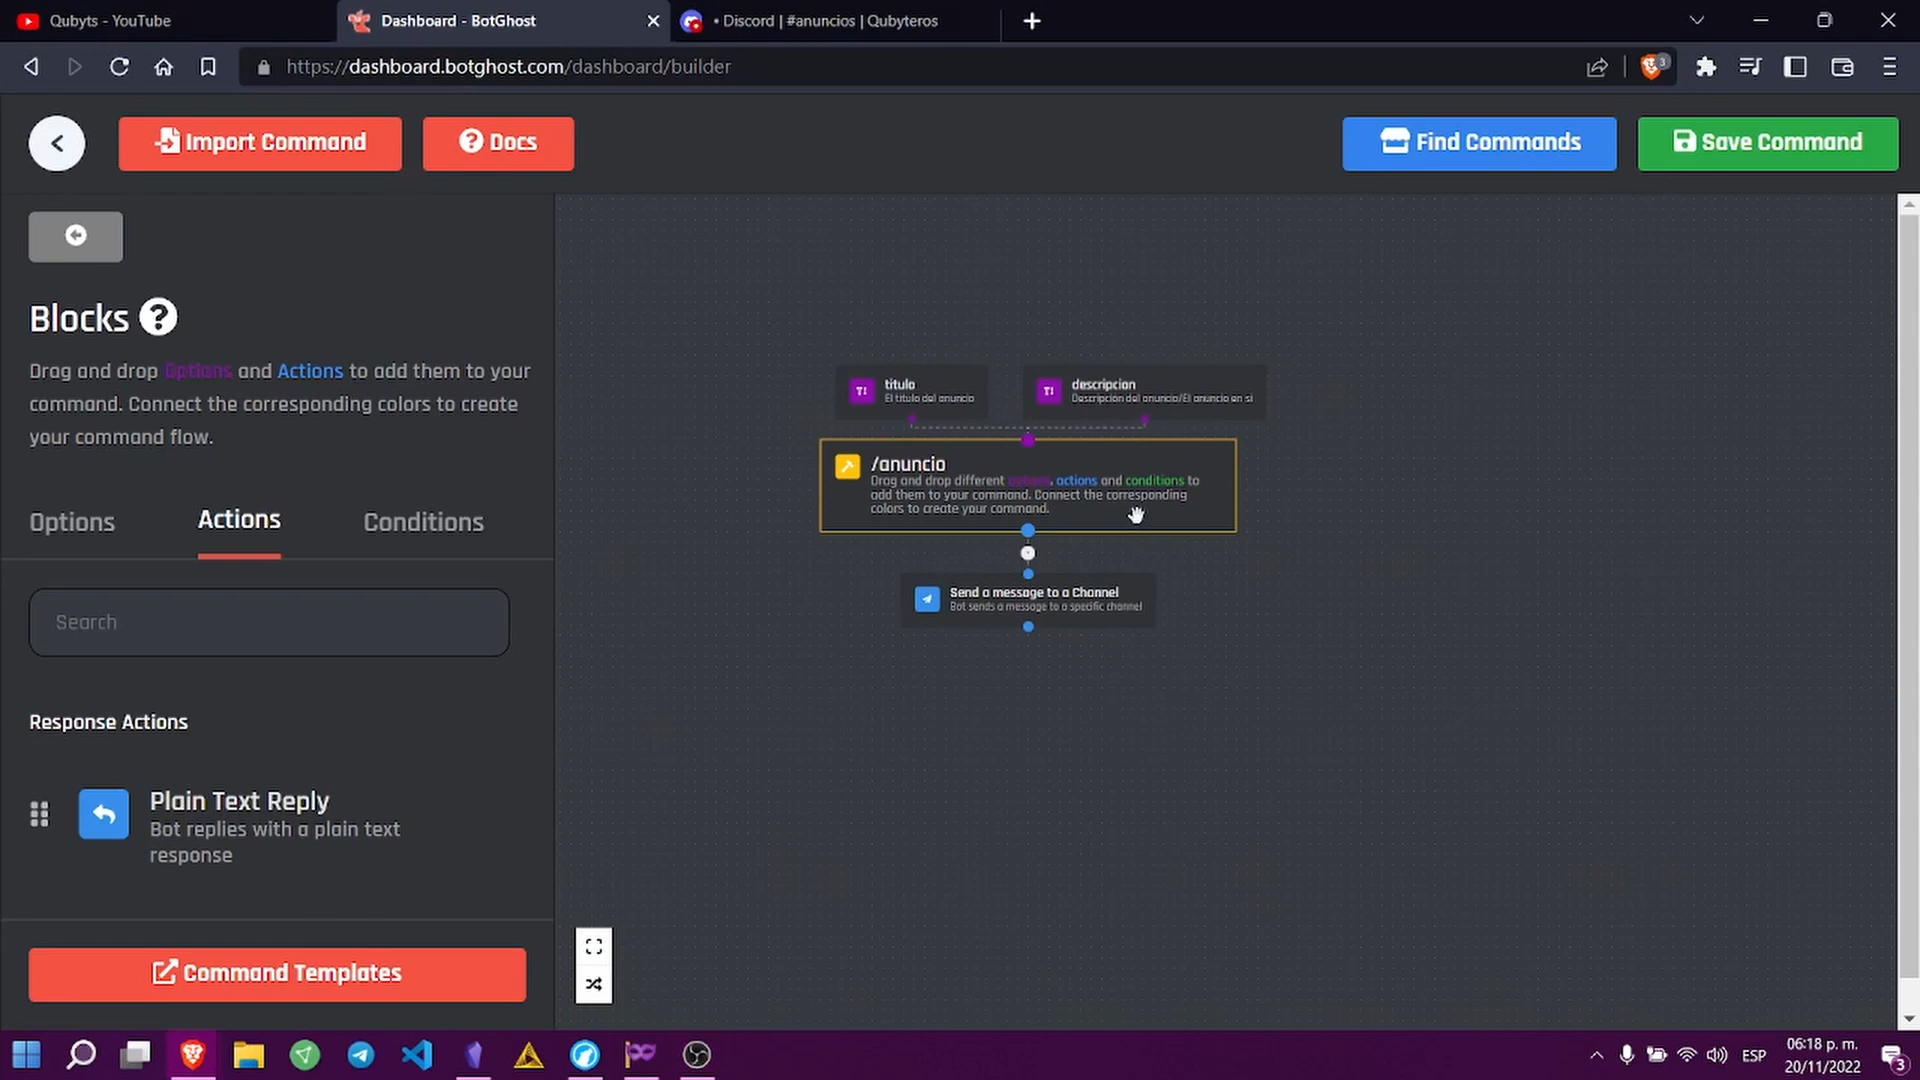 Qubyts - YouTube
Dashboard - BotGhost
• Discord | #anuncios | Qubyteros
https://dashboard.botghost.com/dashboard/builder
3
Import Command
Docs
Find Commands
Save Command
Blocks
Drag and drop Options and Actions to add them to your
command. Connect the corresponding colors to create
your command flow.
Options
Actions
Conditions
Search
Response Actions
Plain Text Reply
Bot replies with a plain text
response
Command Templates
titulo
El titulo del anuncio
descripcion
Descripción del anuncio/El anuncio en si
/anuncio
Drag and drop different options, actions and conditions to
add them to your command. Connect the corresponding
colors to create your command.
Send a message to a Channel
Bot sends a message to a specific channel
ESP
06:18 p. m.
20/11/2022
3